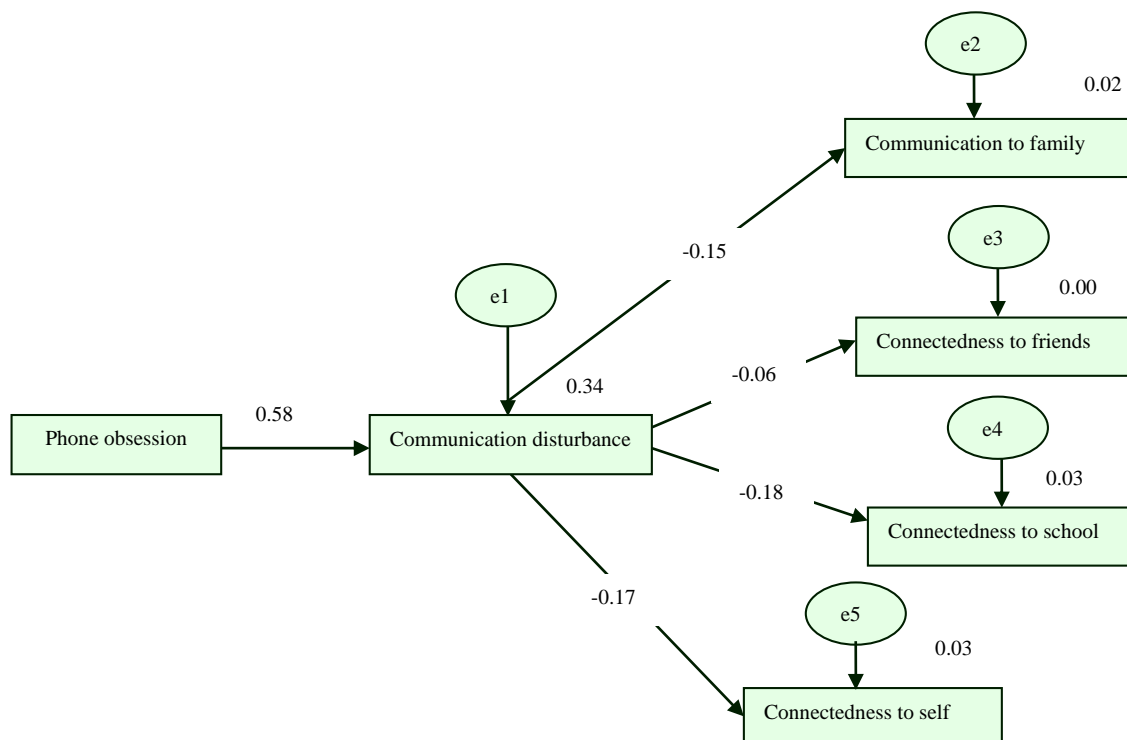 e2
0.02
Communication to family
e3
-0.15
0.00
e1
Connectedness to friends
-0.06
0.34
0.58
e4
Phone obsession
Communication disturbance
0.03
-0.18
Connectedness to school
-0.17
e5
0.03
Connectedness to self